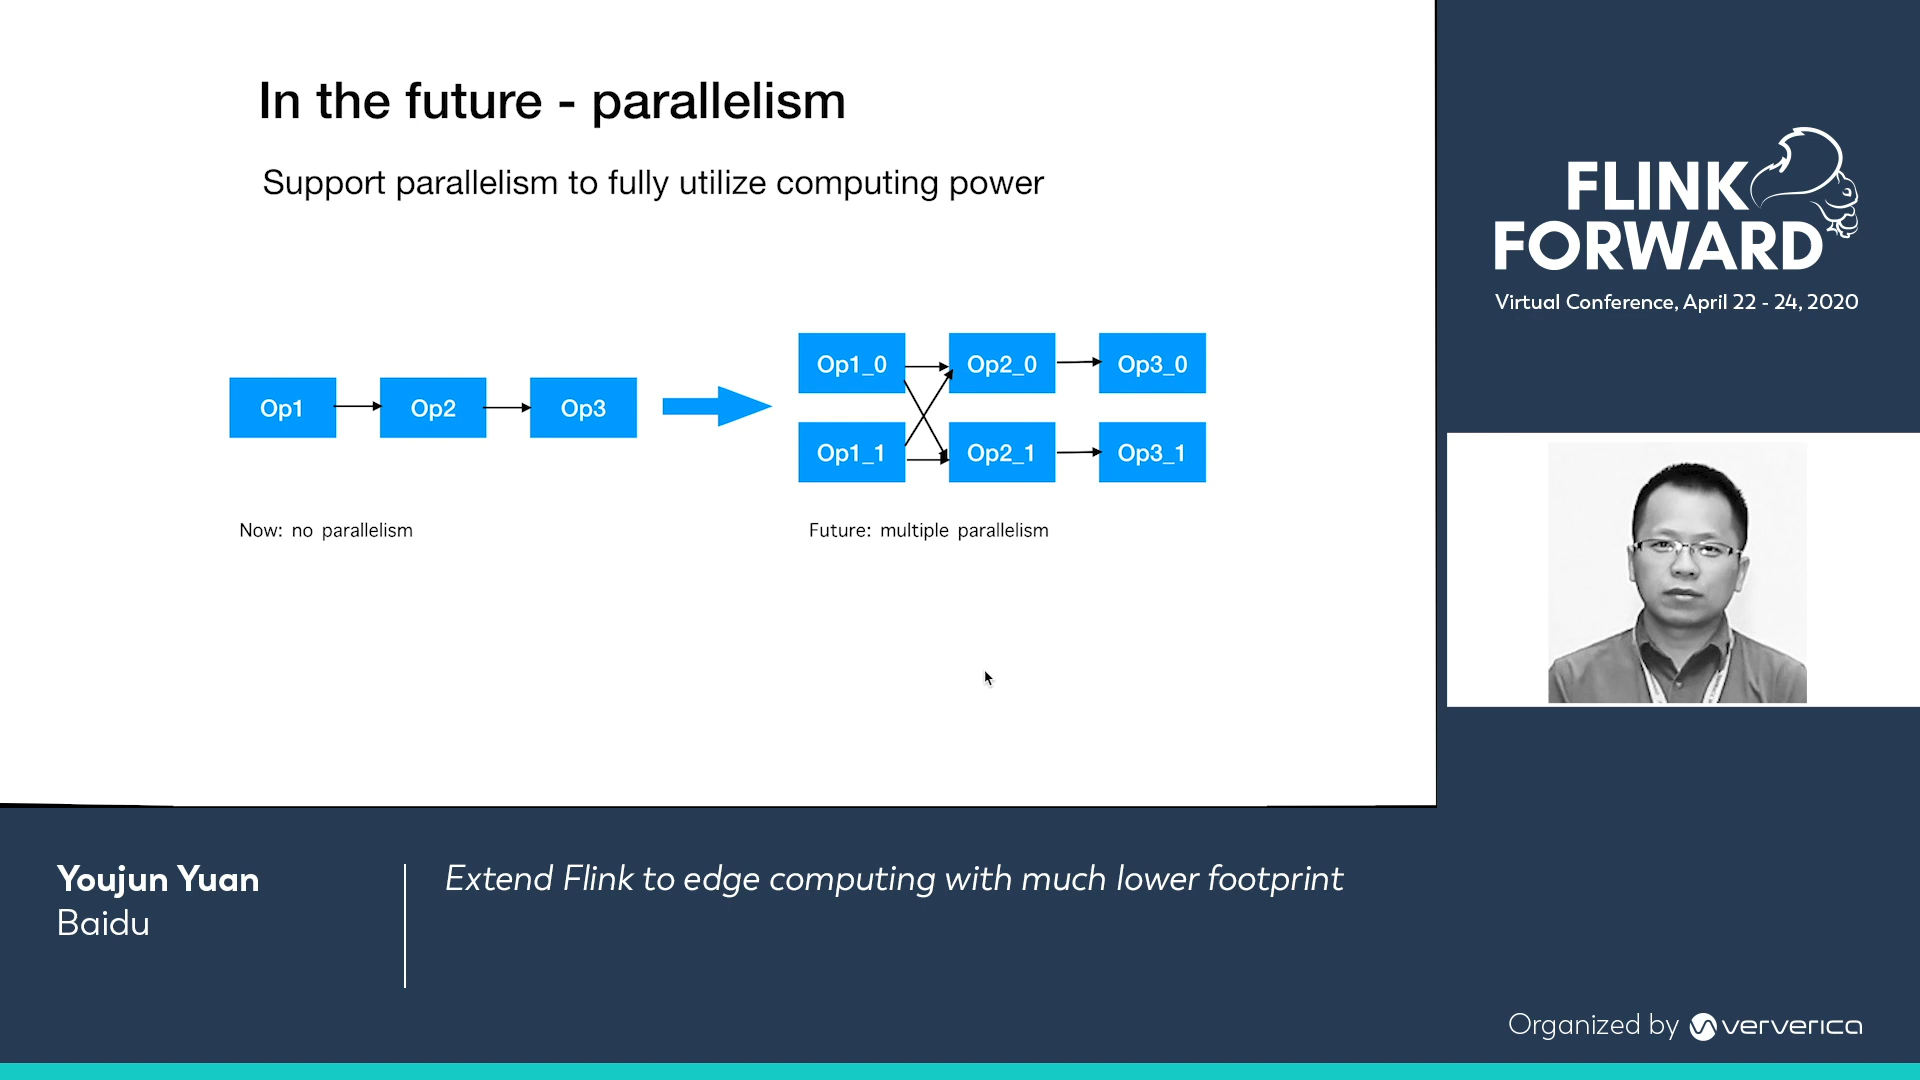 In the future - parallelism
Support parallelism to fully utilize computing power
Op1
Op2
Op3
Op1_0
Op2_0
Op3_0
Op1_1
Op2_1
Op3_1
Now: no parallelism
Future: multiple parallelism
FLINK
FORWARD
Virtual Conference, April 22 - 24, 2020
Youjun Yuan
Baidu
Extend Flink to edge computing with much lower footprint
Organized by ververica